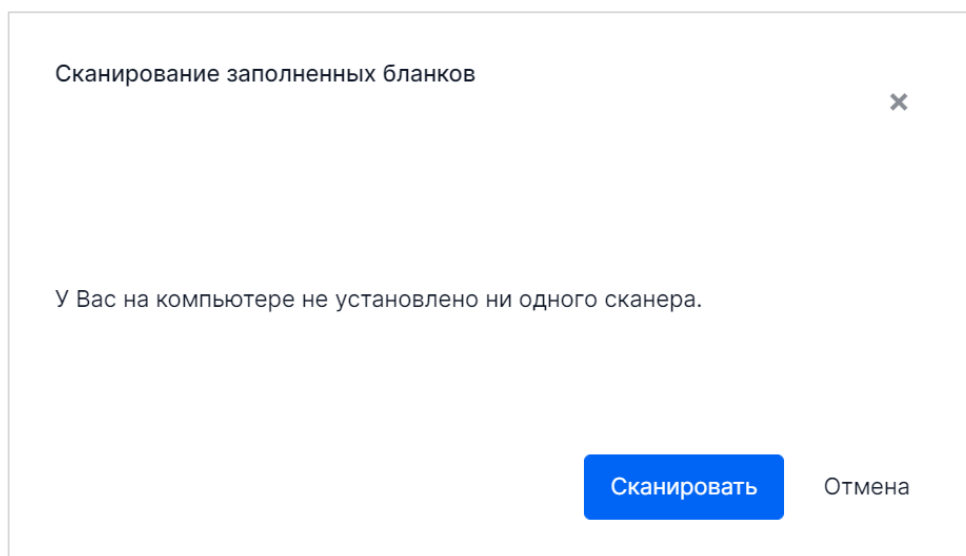 Сканирование заполненных бланков
×
У Вас на компьютере не установлено ни одного сканера.
Сканировать Отмена